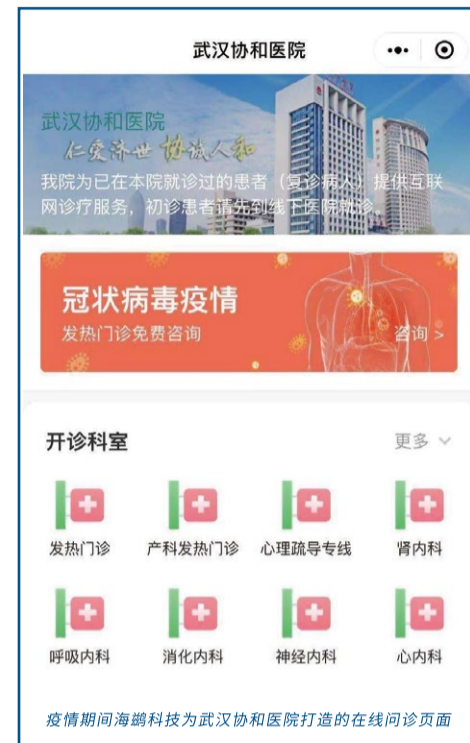 武汉协和医院
武汉协和医院
仁爱济世 协诚人和
我院为已在本院就诊过的患者（复诊病人）提供互联
网诊疗服务，初诊患者请先到线下医院就诊。
冠状病毒疫情
发热门诊免费咨询
咨询 >
开诊科室
更多
发热门诊 产科发热门诊 心理疏导专线 肾内科
呼吸内科 消化内科 神经内科 心内科
疫情期间海鹚科技为武汉协和医院打造的在线问诊页面